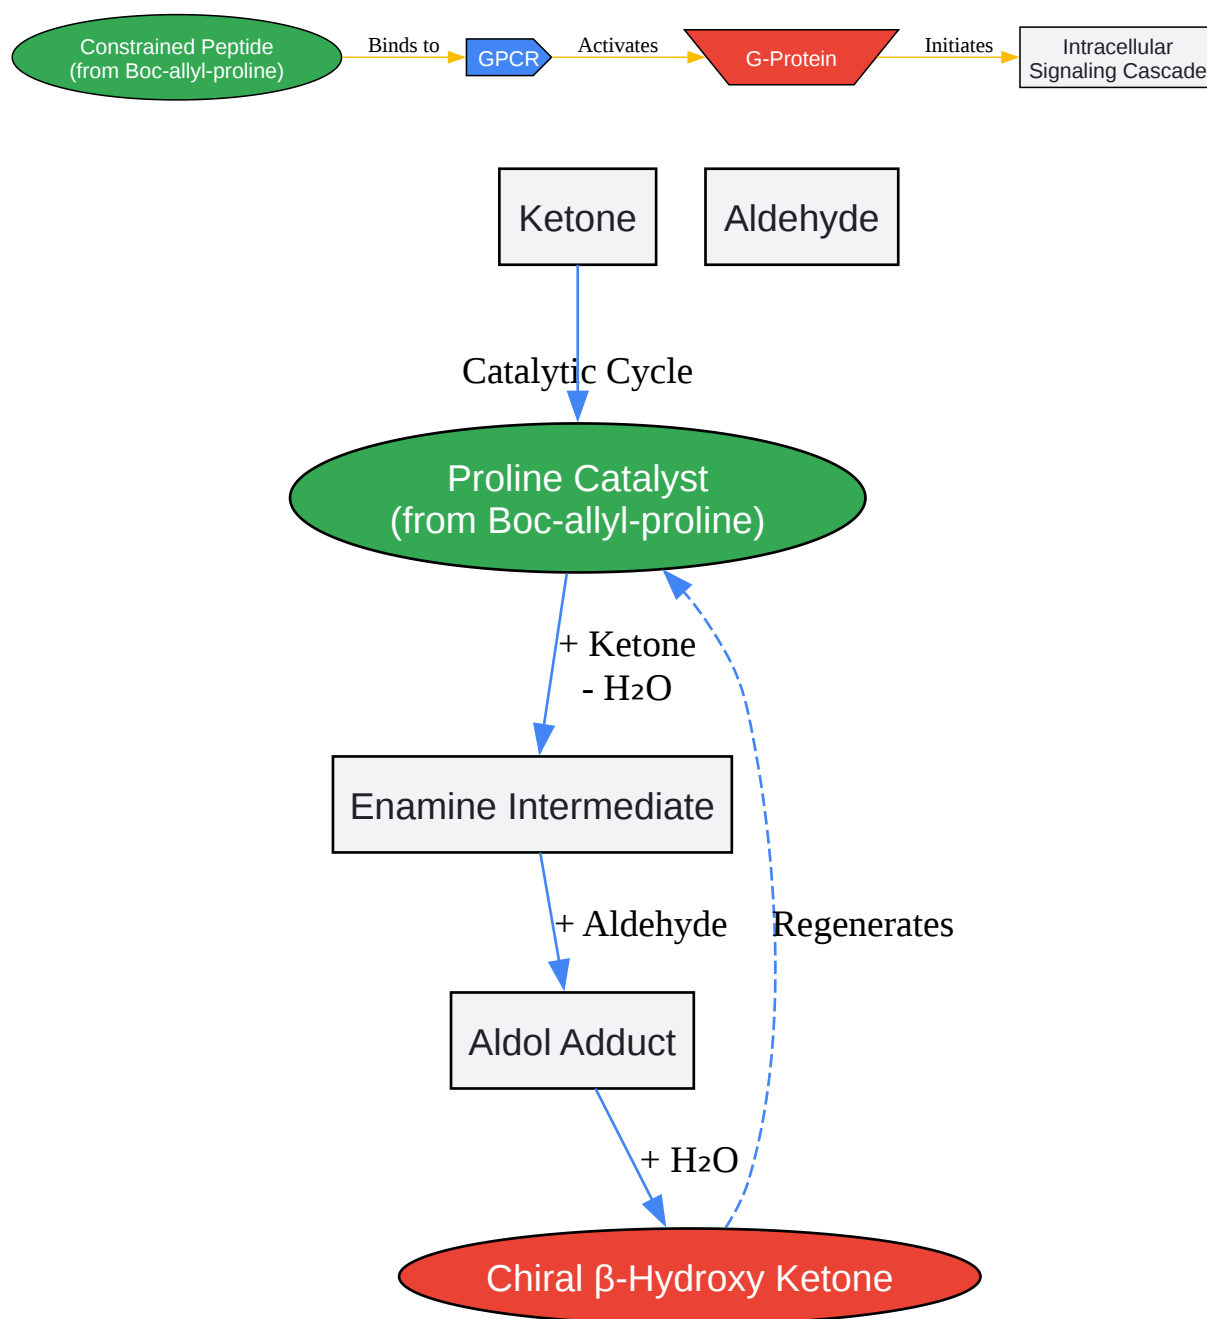 Constrained Peptide
(from Boc-allyl-proline)
Binds to
GPCR
Activates
G-Protein
Initiates
Intracellular
Signaling Cascade
Ketone
Aldehyde
Catalytic Cycle
Proline Catalyst
(from Boc-allyl-proline)
+ Ketone
- H₂O
Enamine Intermediate
+ Aldehyde
Regenerates
Aldol Adduct
+ H₂O
Chiral β-Hydroxy Ketone